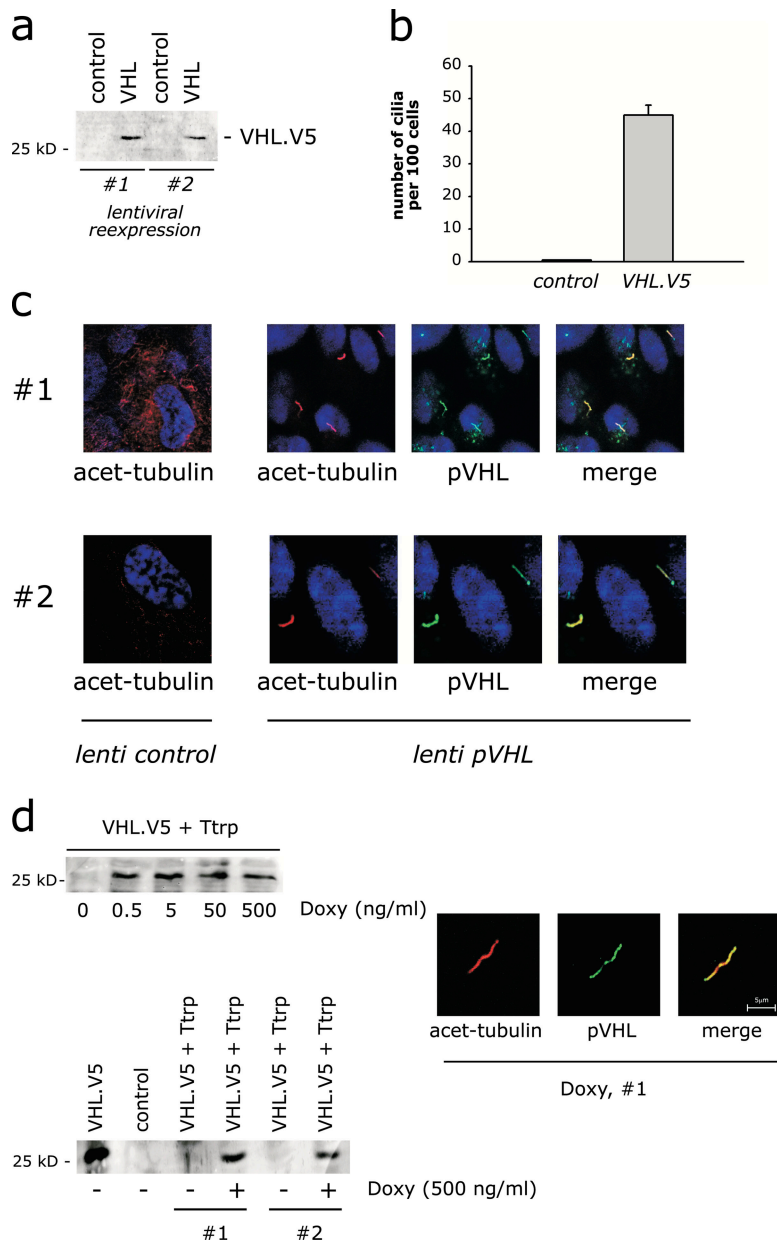 a
control
VHL
control
VHL
25 kD -
- VHL.V5
#1 #2
lentiviral
reexpression
b
number of cilia
per 100 cells
60
50
40
30
20
10
0
control VHL.V5
c
#1
acet-tubulin acet-tubulin pVHL merge
#2
acet-tubulin acet-tubulin pVHL merge
lenti control lenti pVHL
d
VHL.V5 + Ttrp
25 kD-
0 0.5 5 50 500 Doxy (ng/ml)
5μm
acet-tubulin pVHL merge
Doxy, #1
VHL.V5
control
VHL.V5 + Ttrp
VHL.V5 + Ttrp
VHL.V5 + Ttrp
VHL.V5 + Ttrp
25 kD -
- - - + - + Doxy (500 ng/ml)
#1 #2